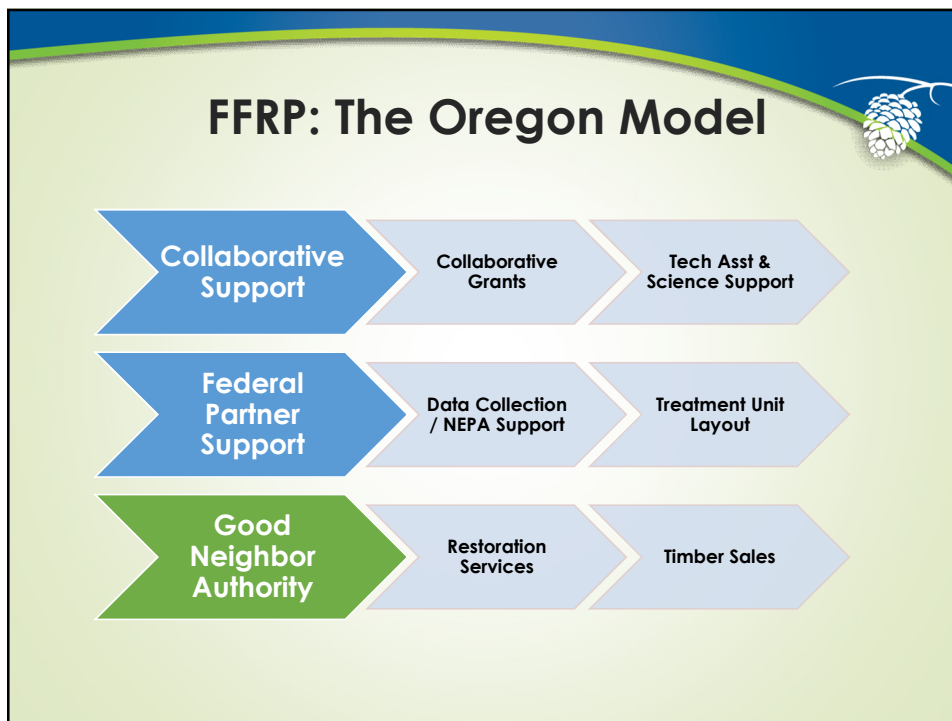 FFRP: The Oregon Model
Collaborative
Support
Collaborative
Grants
Tech Asst &
Science Support
Federal
Partner
Support
Data Collection
/ NEPA Support
Treatment Unit
Layout
Good
Neighbor
Authority
Restoration
Services
Timber Sales